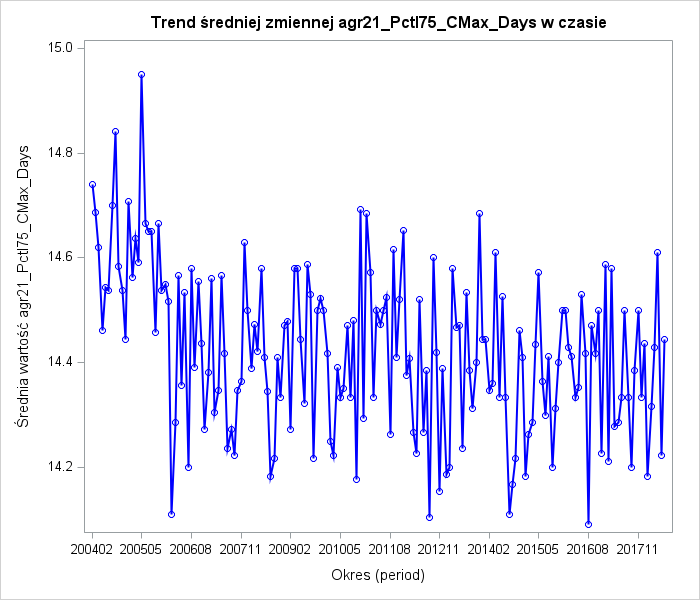 Trend średniej zmiennej agr21_Pctl75_CMax_Days w czasie
15.0
14.8
14.6
14.4
14.2
Średnia wartość agr21_Pctl75_CMax_Days
200402 200505 200608 200711 200902 201005 201108 201211 201402 201505 201608 201711
Okres (period)